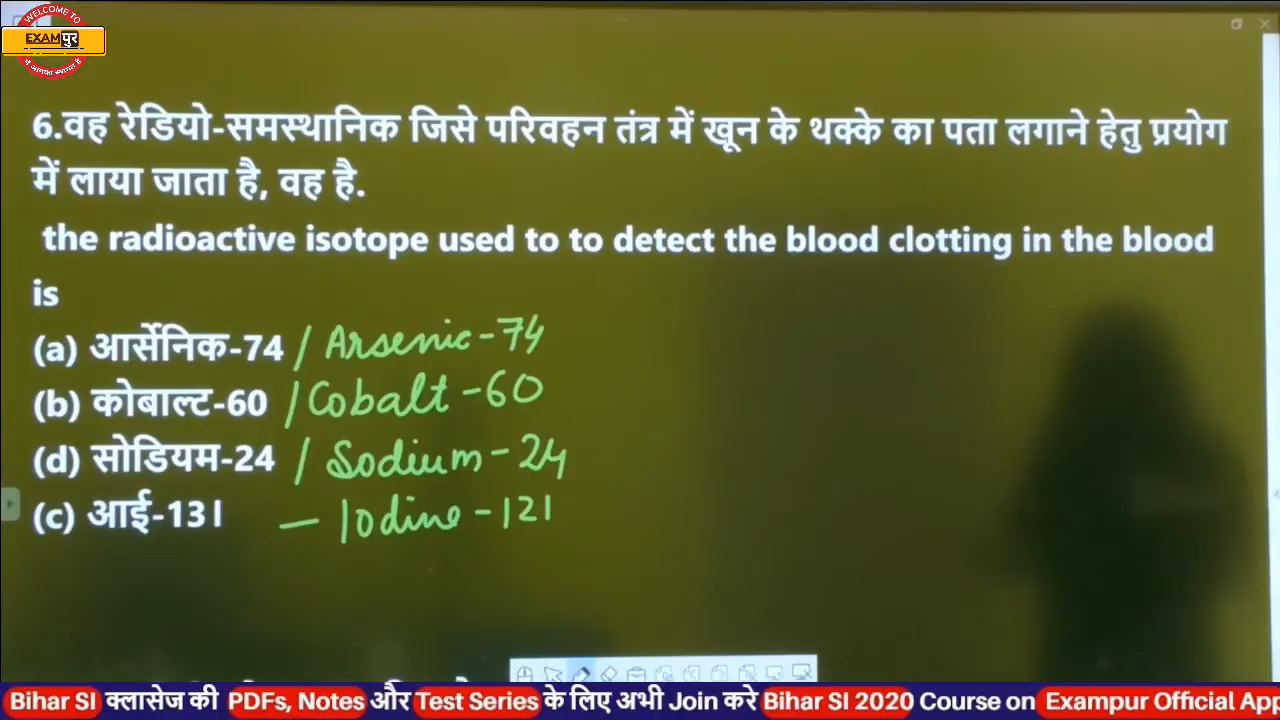 WELCOME TO
EXAMपुर
6.वह रेडियो-समस्थानिक जिसे परिवहन तंत्र में खून के थक्के का पता लगाने हेतु प्रयोग
में लाया जाता है, वह है.
the radioactive isotope used to to detect the blood clotting in the blood
is
(a) आर्सेनिक-74 / Arsenic-74
(b) कोबाल्ट-60 / Cobalt-60
(d) सोडियम-24 / Sodium-24
(c) आई-13। — Iodine-121
Bihar SI क्लासेज की PDFs, Notes और Test Series के लिए अभी Join करे Bihar SI 2020 Course on Exampur Official App